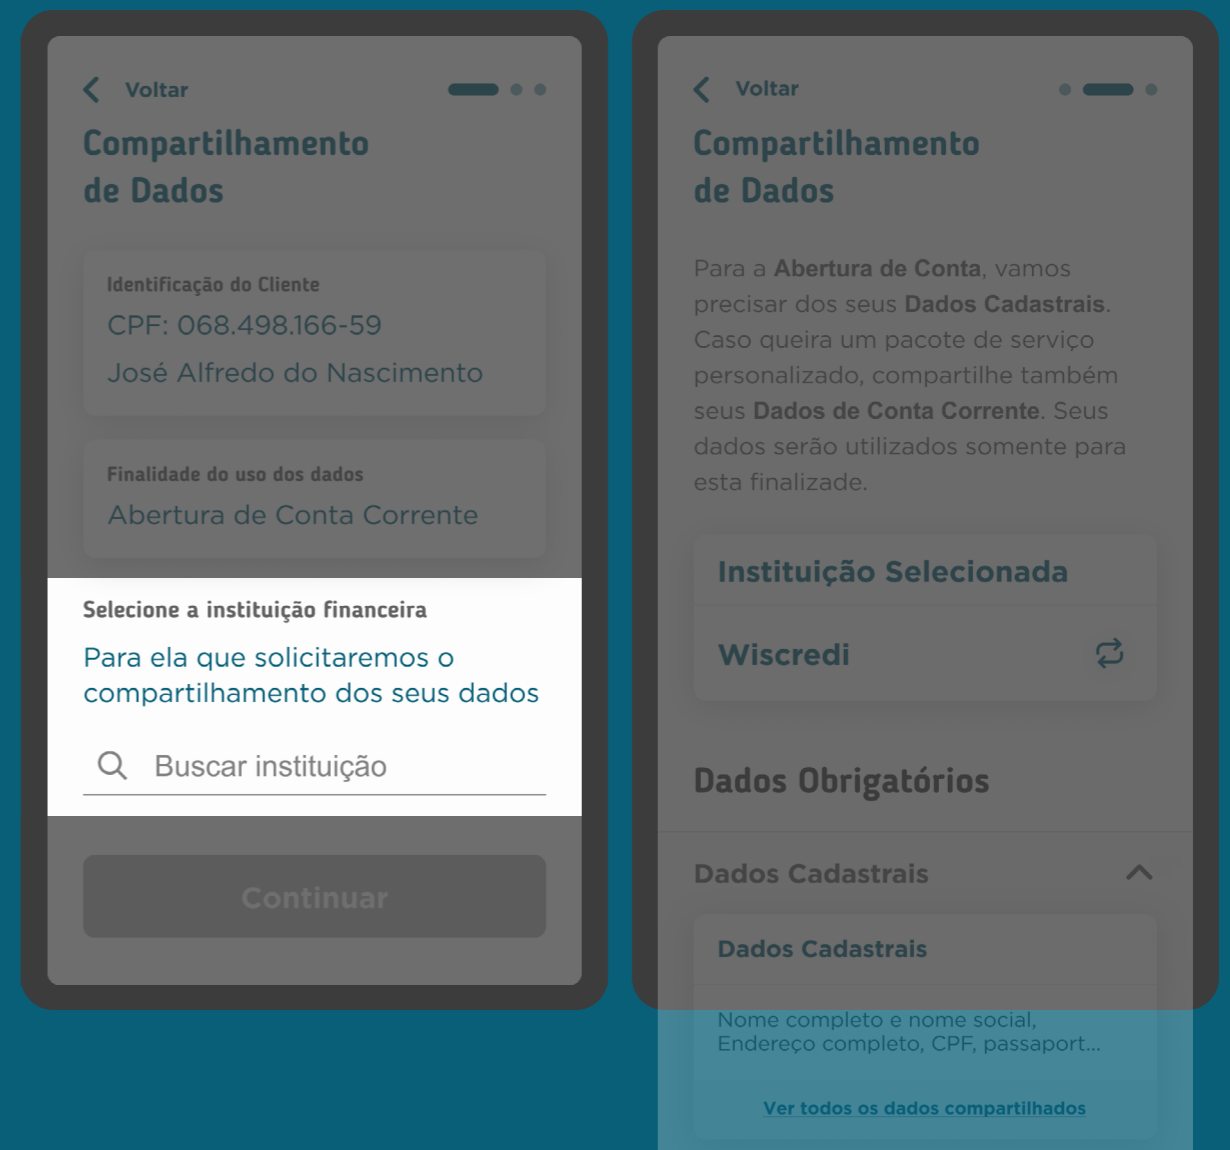 Voltar
Compartilhamento
de Dados
Identificação do Cliente
CPF: 068.498.166-59
José Alfredo do Nascimento
Finalidade do uso dos dados
Abertura de Conta Corrente
Selecione a instituição financeira
Para ela que solicitaremos o
compartilhamento dos seus dados
Buscar instituição
Continuar
Voltar
Compartilhamento
de Dados
Para a Abertura de Conta, vamos
precisar dos seus Dados Cadastrais.
Caso queira um pacote de serviço
personalizado, compartilhe também
seus Dados de Conta Corrente. Seus
dados serão utilizados somente para
esta finalizade.
Instituição Selecionada
Wiscredi
Dados Obrigatórios
Dados Cadastrais
Dados Cadastrais
Nome completo e nome social,
Endereço completo, CPF, passaport...
Ver todos os dados compartilhados